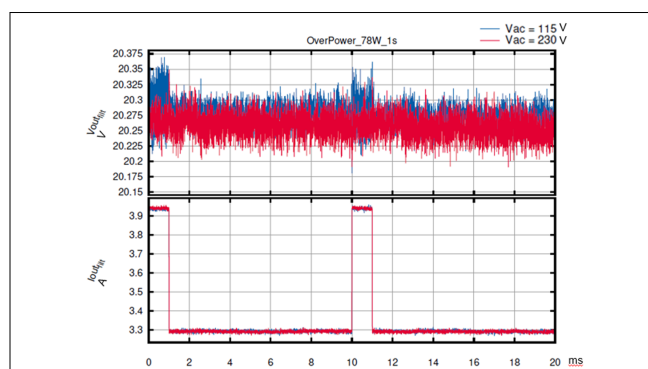 Vac = 115 V
OverPower_78W_1s
Vac = 230 V
20.375
20.35
20.325
20.3
20.275
20.25
20.225
20.2
20.175
20.15
Vout_filt
V
3.9
3.8
3.7
3.6
3.5
3.4
3.3
Iout_filt
A
0 2 4 6 8 10 12 14 16 18 20 ms